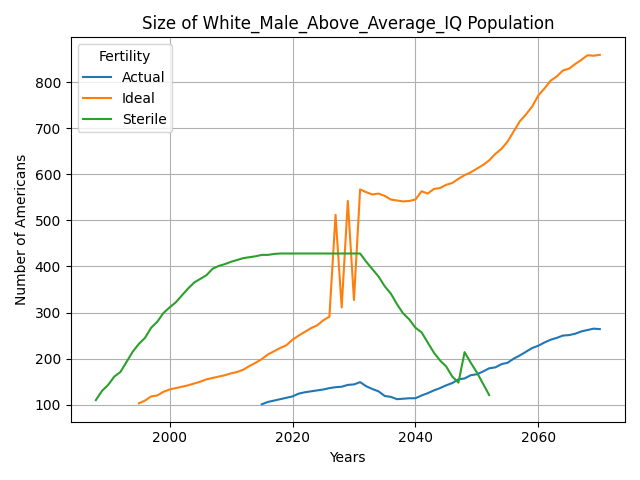 Size of White_Male_Above_Average_IQ Population
Fertility
Actual
Ideal
Sterile
Number of Americans
800
700
600
500
400
300
200
100
2000
2020
2040
2060
Years